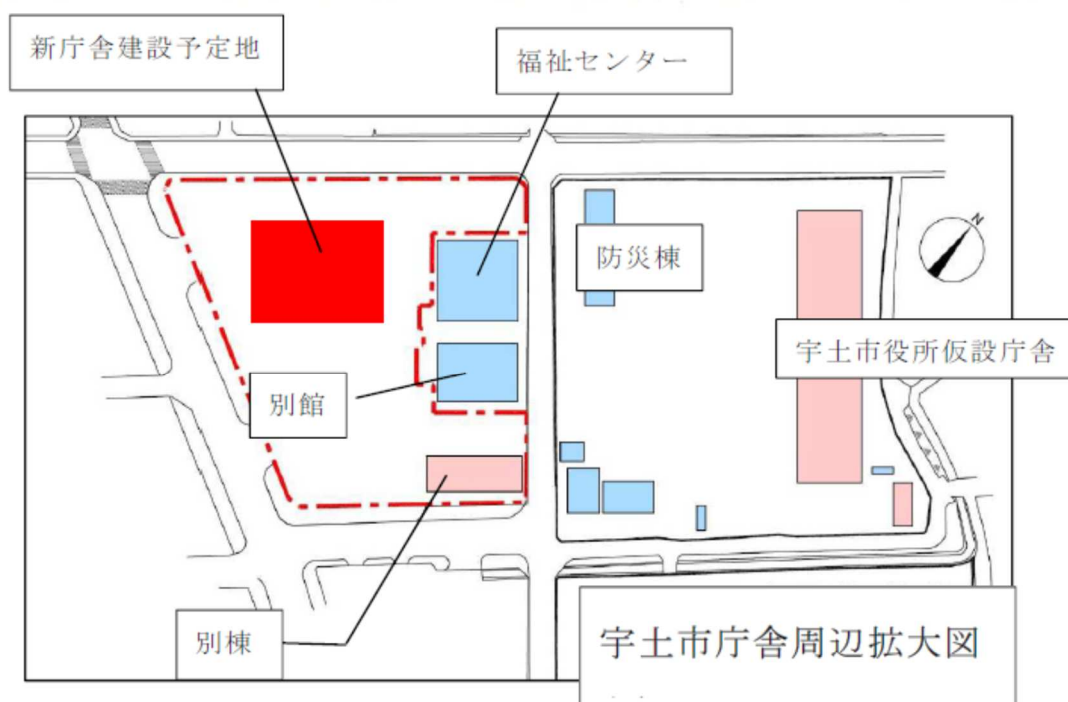 新庁舎建設予定地
福祉センター
N
防災棟
宇土市役所仮設庁舎
別館
別棟
宇土市庁舎周辺拡大図